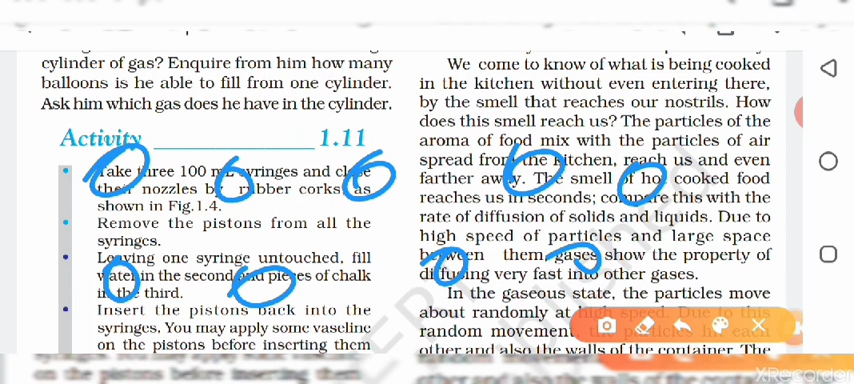 cylinder of gas? Enquire from him how many
balloons is he able to fill from one cylinder.
Ask him which gas does he have in the cylinder.
Activity 1.11
• Take three 100 mL syringes and close
their nozzles by rubber corks, as
shown in Fig.1.4.
• Remove the pistons from all the
syringes.
• Leaving one syringe untouched, fill
water in the second and pieces of chalk
in the third.
• Insert the pistons back into the
syringes. You may apply some vaseline
on the pistons before inserting them
We come to know of what is being cooked
in the kitchen without even entering there,
by the smell that reaches our nostrils. How
does this smell reach us? The particles of the
aroma of food mix with the particles of air
spread from the kitchen, reach us and even
farther away. The smell of hot cooked food
reaches us in seconds; compare this with the
rate of diffusion of solids and liquids. Due to
high speed of particles and large space
between them, gases show the property of
diffusing very fast into other gases.
In the gaseous state, the particles move
about randomly at high speed. Due to this
random movement, the particles hit each
other and also the walls of the container. The
XRecorder